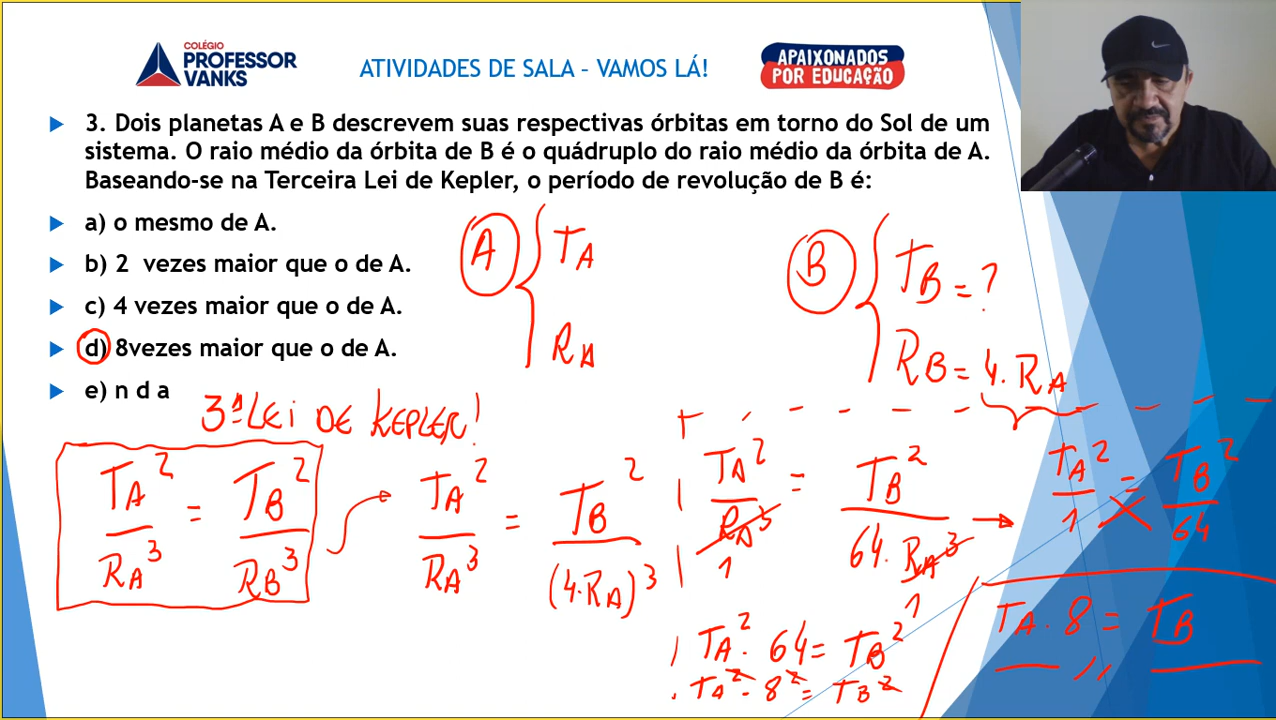 COLÉGIO
PROFESSOR
VANKS
ATIVIDADES DE SALA – VAMOS LÁ!
APAIXONADOS
POR EDUCAÇÃO
3. Dois planetas A e B descrevem suas respectivas órbitas em torno do Sol de um
sistema. O raio médio da órbita de B é o quádruplo do raio médio da órbita de A.
Baseando-se na Terceira Lei de Kepler, o período de revolução de B é:
a) o mesmo de A.
b) 2 vezes maior que o de A.
c) 4 vezes maior que o de A.
d) 8vezes maior que o de A.
e) n d a
A { TA
RA
B { TB = ?
RB = 4.RA
3ª LEI DE KEPLER!
TA² / RA³ = TB² / RB³
TA² / RA³ = TB² / (4.RA)³
TA² / RA³ = TB² / 64.RA³
1 1
TA² / 1 = TB² / 64
TA². 64 = TB²
TA². 8² = TB²
TA. 8 = TB